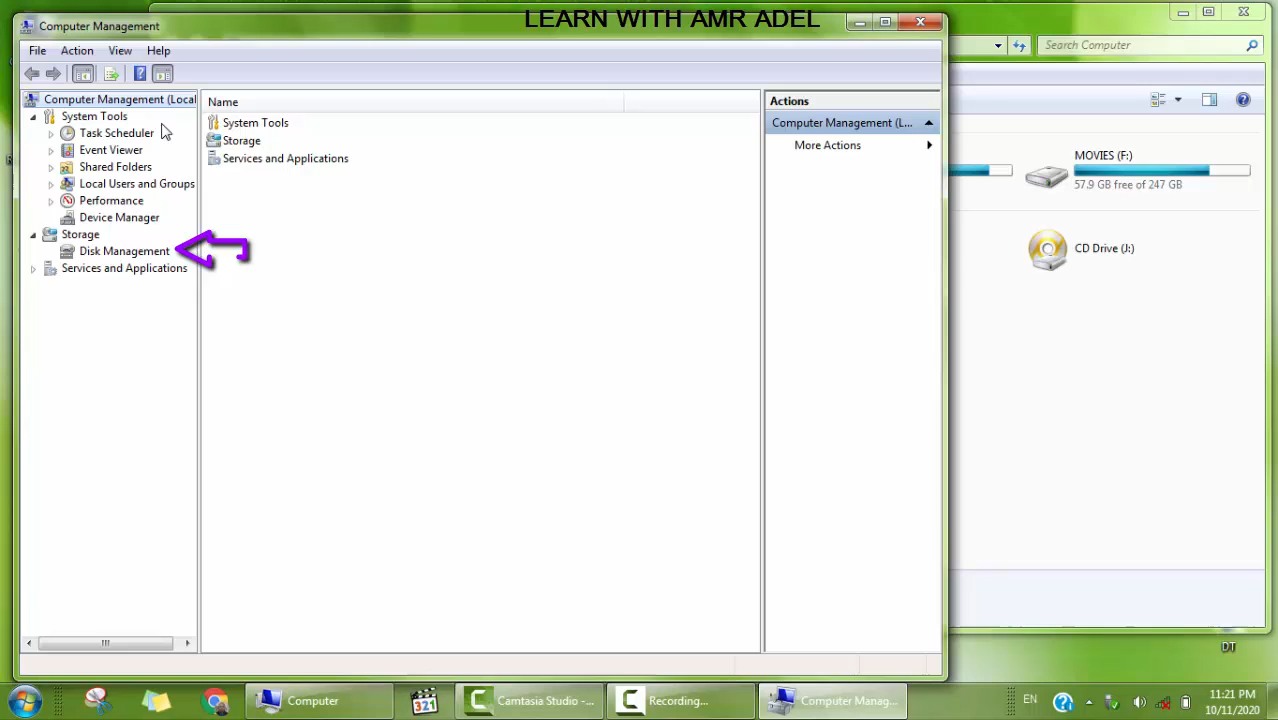 LEARN WITH AMR ADEL
Computer Management
File Action View Help
Computer Management (Local
System Tools
Task Scheduler
Event Viewer
Shared Folders
Local Users and Groups
Performance
Device Manager
Storage
Disk Management
Services and Applications
Name
System Tools
Storage
Services and Applications
Actions
Computer Management (L...
More Actions
Search Computer
MOVIES (F:)
57.9 GB free of 247 GB
CD Drive (J:)
DT
Computer
321
Camtasia Studio -...
Recording...
Computer Manag...
EN
11:21 PM
10/11/2020